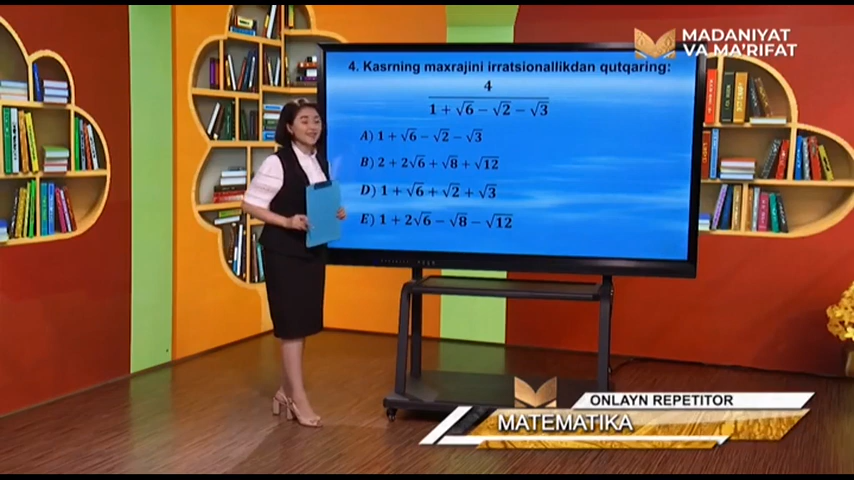 MADANIYAT
VA MA'RIFAT
4. Kasrning maxrajini irratsionallikdan qutqaring:
4
1 + √6 − √2 − √3
A) 1 + √6 − √2 − √3
B) 2 + 2√6 + √8 + √12
D) 1 + √6 + √2 + √3
E) 1 + 2√6 − √8 − √12
ONLAYN REPETITOR
MATEMATIKA